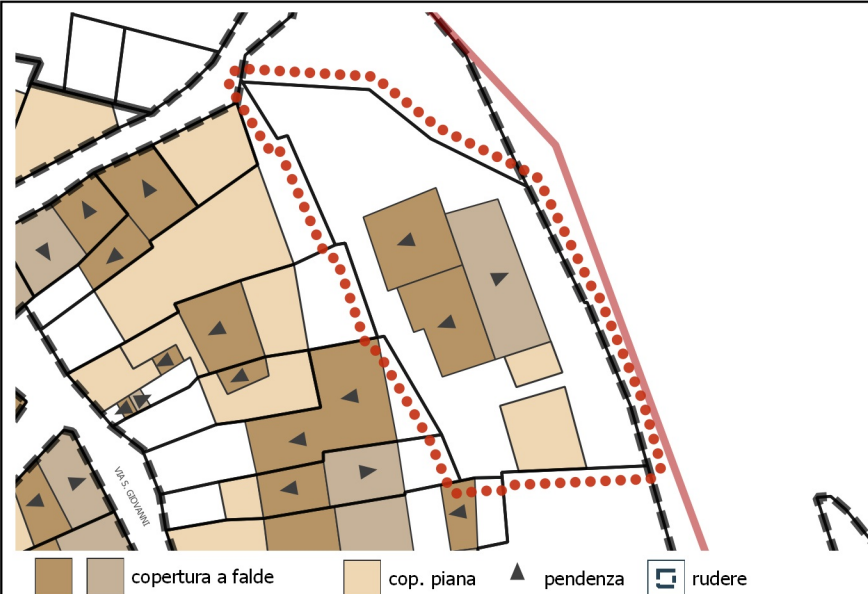 VIA S. GIOVANNI
copertura a falde
cop. piana
pendenza
rudere